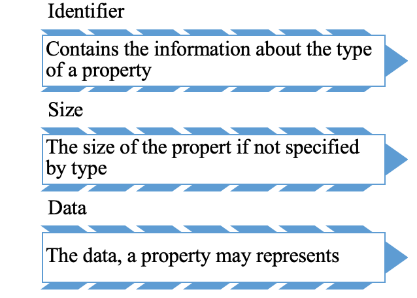 Identifier
Contains the information about the type
of a property
Size
The size of the propert if not specified
by type
Data
The data, a property may represents